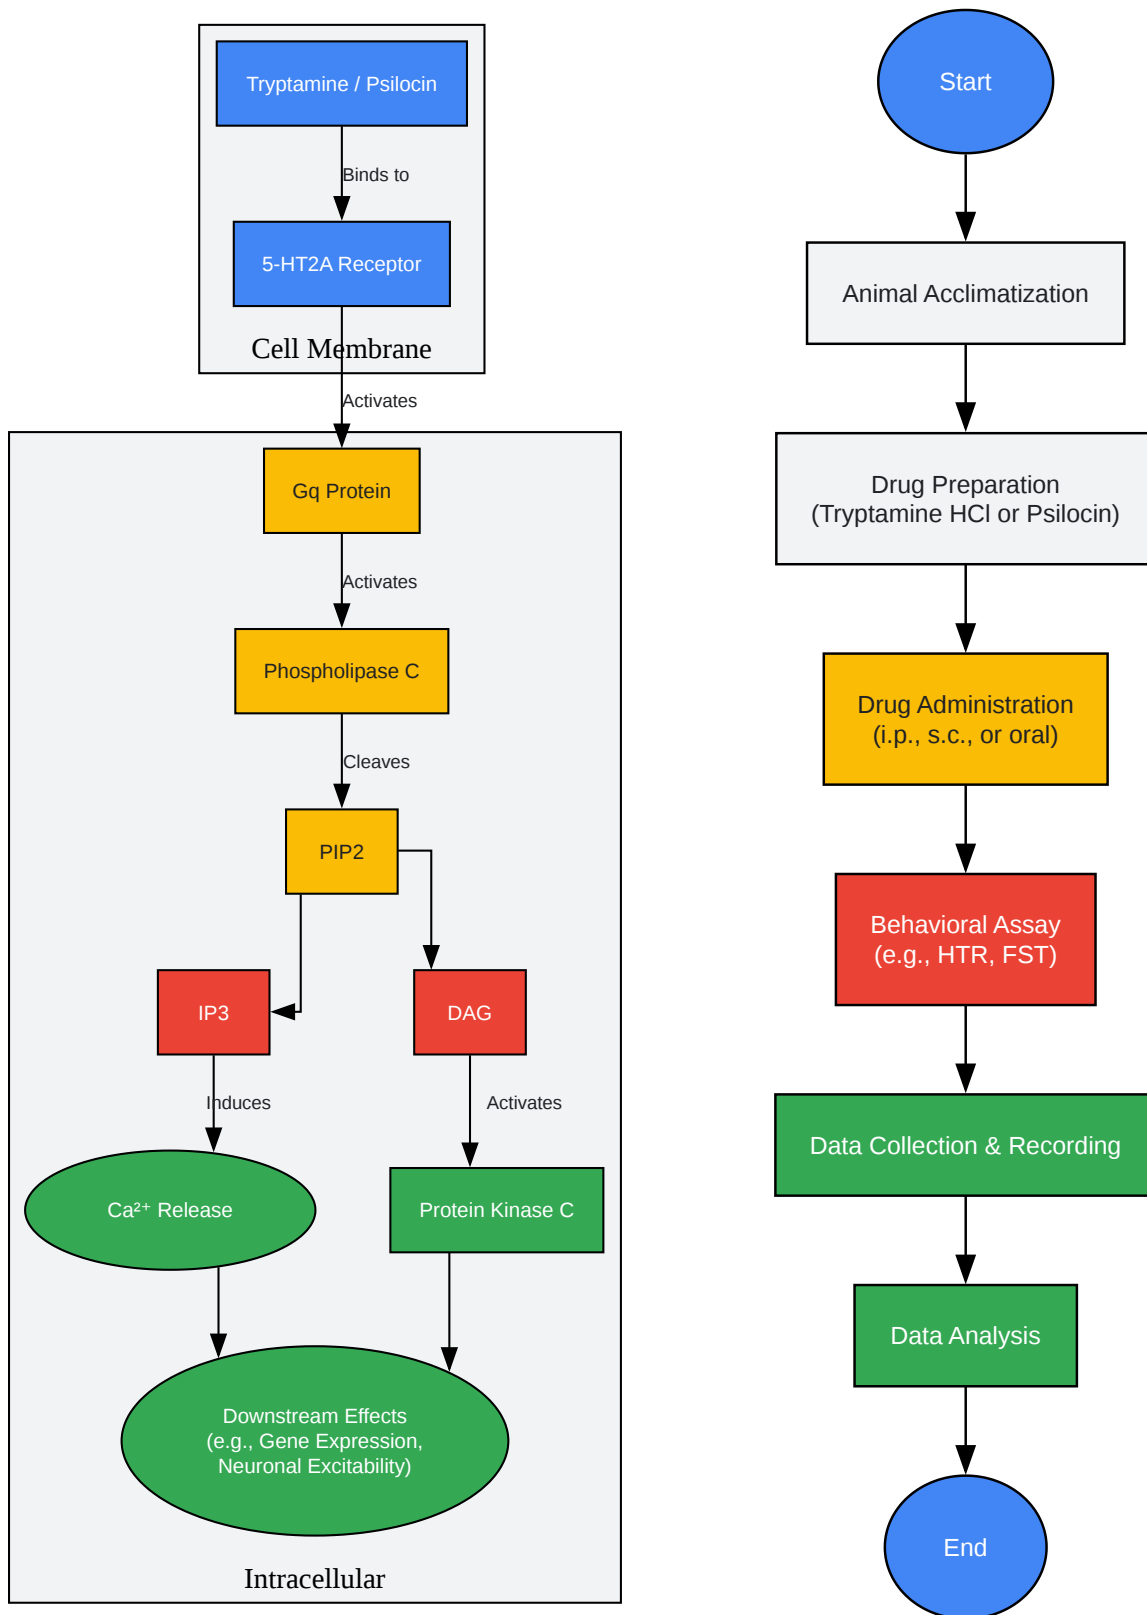 Tryptamine / Psilocin
Binds to
5-HT2A Receptor
Cell Membrane
Activates
Gq Protein
Activates
Phospholipase C
Cleaves
PIP2
IP3
DAG
Induces
Activates
Ca²⁺ Release
Protein Kinase C
Downstream Effects
(e.g., Gene Expression,
Neuronal Excitability)
Intracellular
Start
Animal Acclimatization
Drug Preparation
(Tryptamine HCl or Psilocin)
Drug Administration
(i.p., s.c., or oral)
Behavioral Assay
(e.g., HTR, FST)
Data Collection & Recording
Data Analysis
End